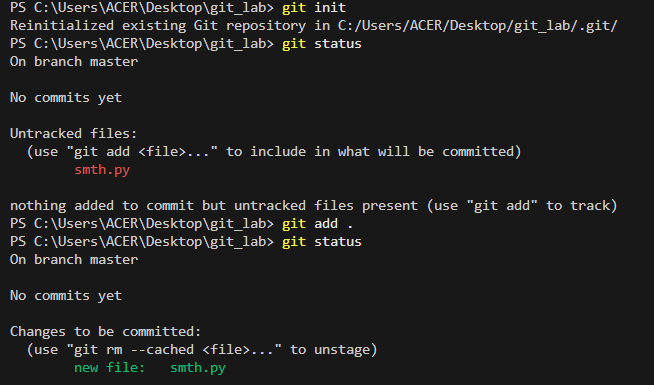 PS C:\Users\ACER\Desktop\git_lab> git init
Reinitialized existing Git repository in C:/Users/ACER/Desktop/git_lab/.git/
PS C:\Users\ACER\Desktop\git_lab> git status
On branch master
No commits yet
Untracked files:
(use "git add <file>..." to include in what will be committed)
smth.py
nothing added to commit but untracked files present (use "git add" to track)
PS C:\Users\ACER\Desktop\git_lab> git add .
PS C:\Users\ACER\Desktop\git_lab> git status
On branch master
No commits yet
Changes to be committed:
(use "git rm --cached <file>..." to unstage)
new file:   smth.py